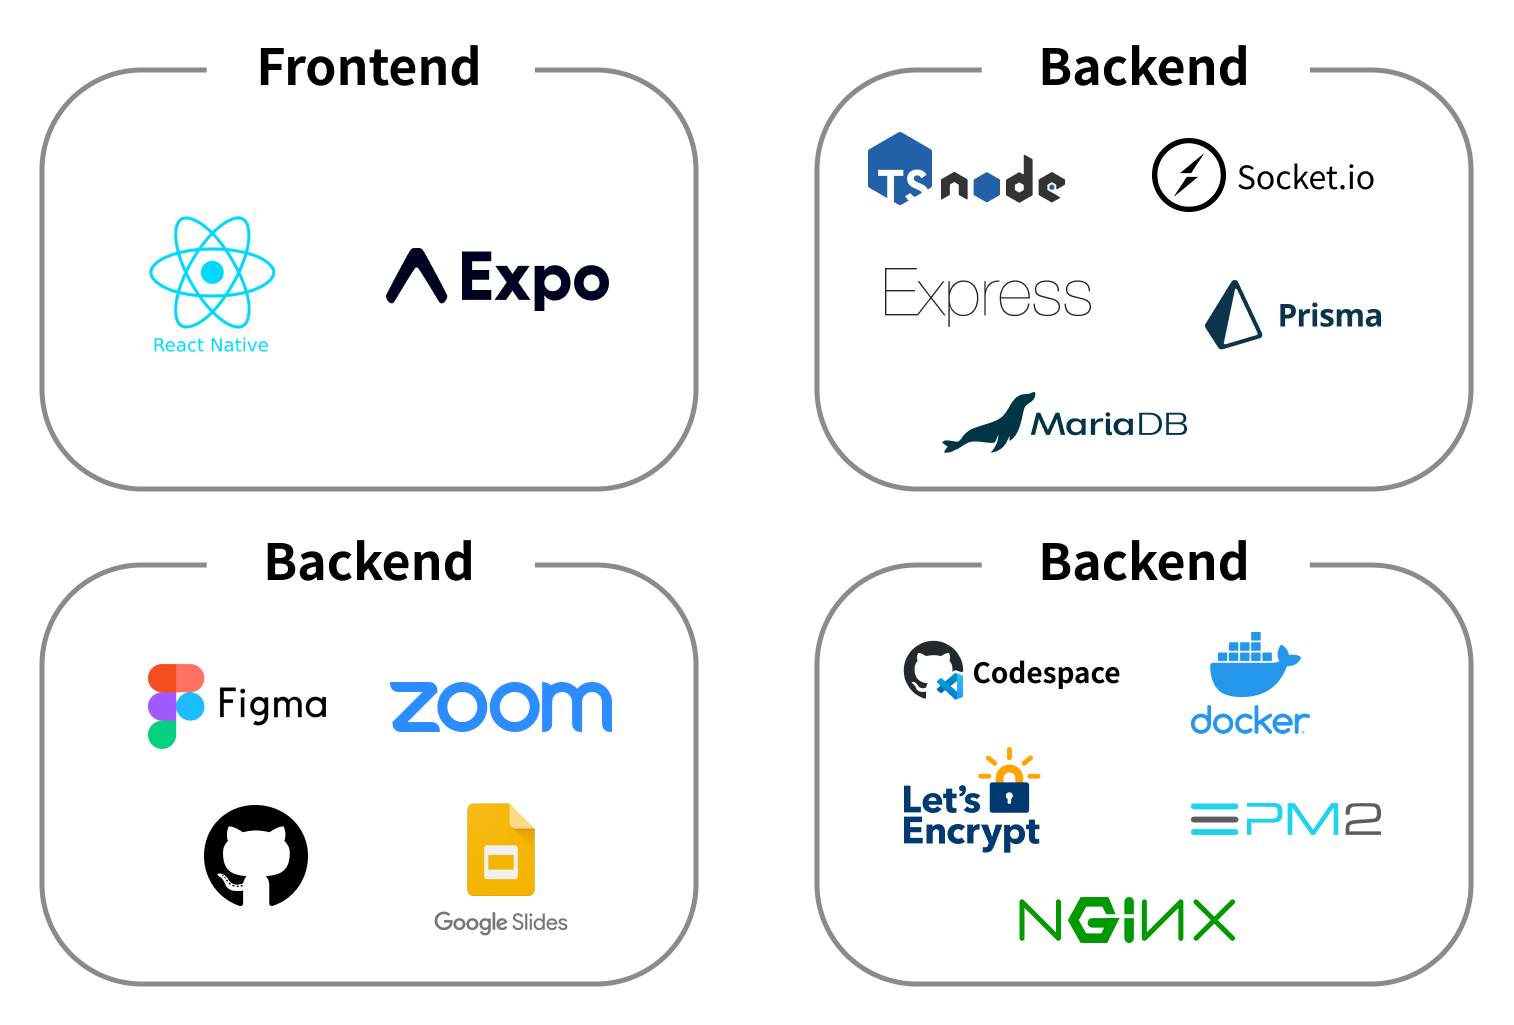 Frontend
React Native
Expo
Backend
TS node
Socket.io
Express
Prisma
MariaDB
Backend
Figma
zoom
Google Slides
Backend
Codespace
docker
Let's
Encrypt
PM2
NGiNX